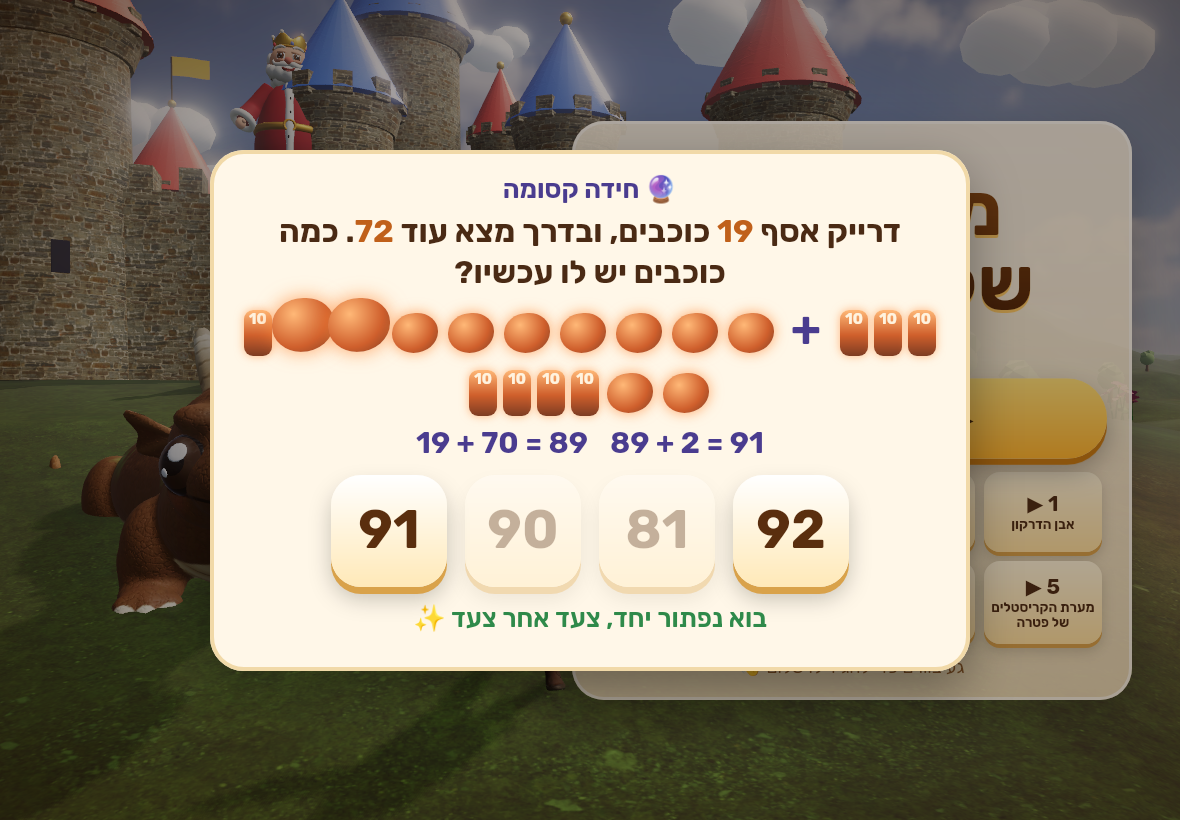 🔮 חידה קסומה
דרייק אסף 19 כוכבים, ובדרך מצא עוד 72. כמה
כוכבים יש לו עכשיו?
10 + 10 10 10
10 10 10 10
19 + 70 = 89 89 + 2 = 91
91 90 81 92
בוא נפתור יחד, צעד אחר צעד ✨
▶ 1
אבן הדרקון
▶ 5
מערת הקריסטלים
של פטרה